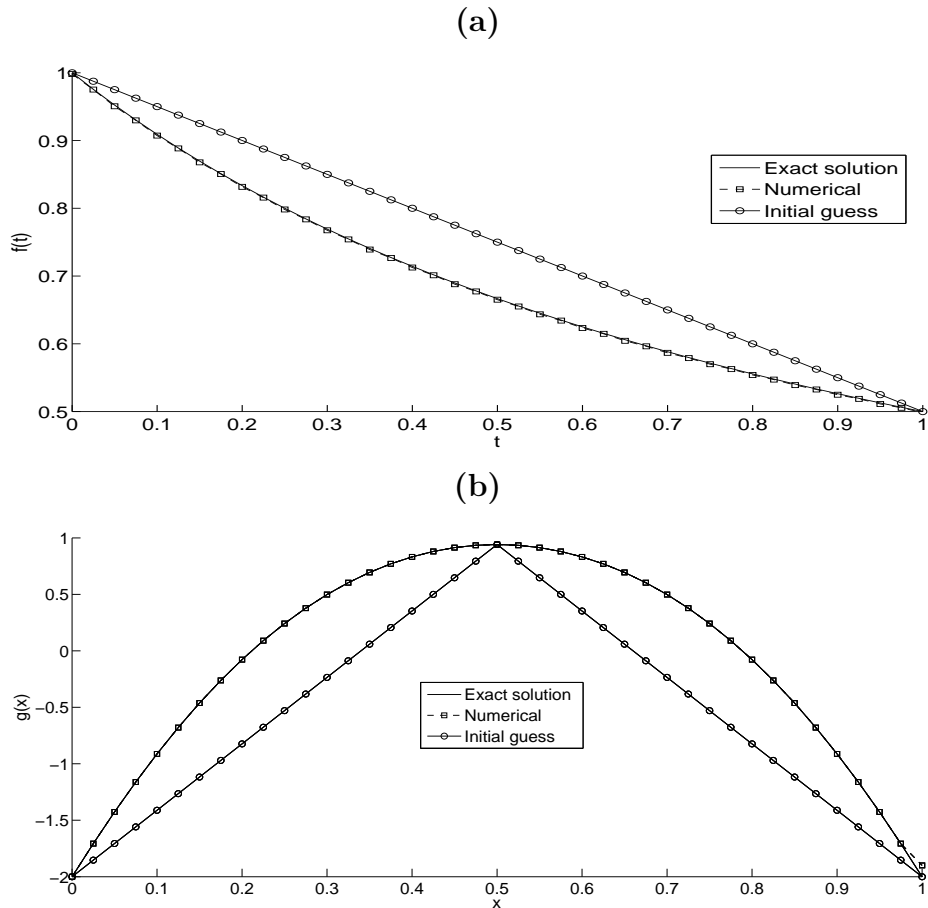 (a)
1
0.9
0.8
0.7
0.6
0.5
f(t)
0 0.1 0.2 0.3 0.4 0.5 0.6 0.7 0.8 0.9 1
t
Exact solution
Numerical
Initial guess
(b)
1
0.5
0
−0.5
−1
−1.5
−2
g(x)
0 0.1 0.2 0.3 0.4 0.5 0.6 0.7 0.8 0.9 1
x
Exact solution
Numerical
Initial guess